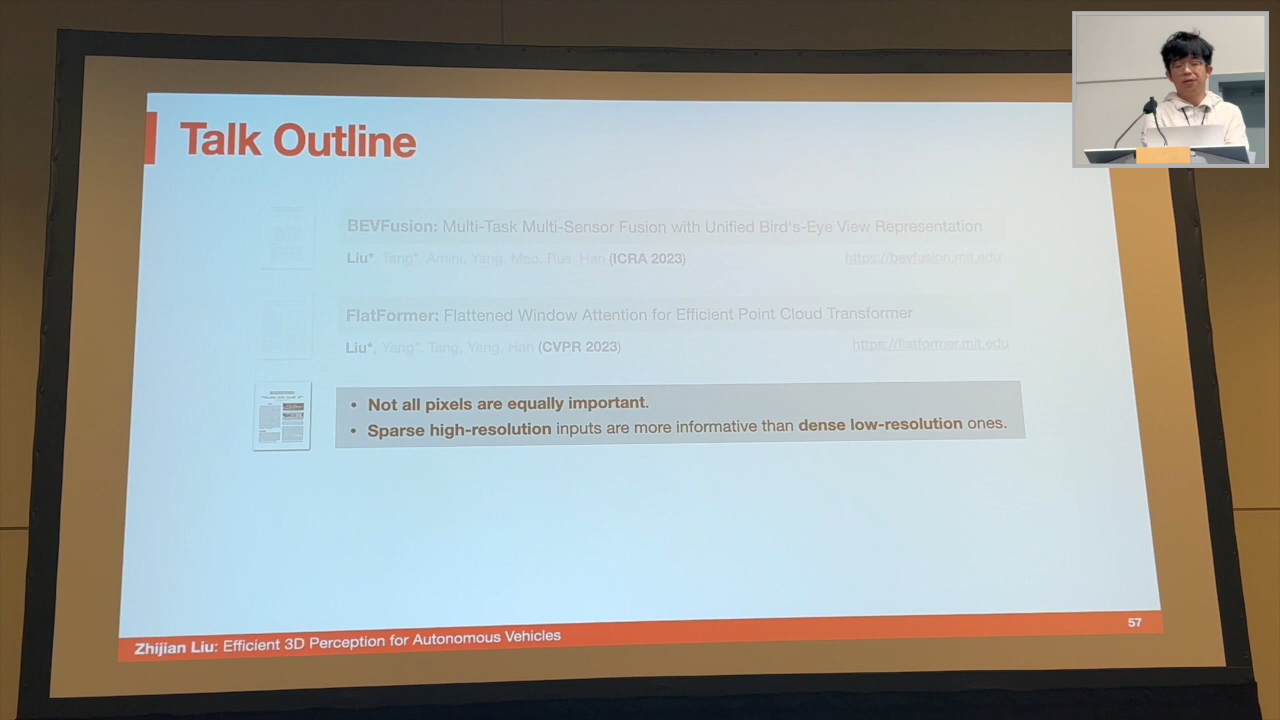 Talk Outline
BEVFusion: Multi-Task Multi-Sensor Fusion with Unified Bird's-Eye View Representation
Liu*, Tang*, Amini, Yang, Mao, Rus, Han (ICRA 2023) https://bevfusion.mit.edu
FlatFormer: Flattened Window Attention for Efficient Point Cloud Transformer
Liu*, Yang*, Tang, Yang, Han (CVPR 2023) https://flatformer.mit.edu
• Not all pixels are equally important.
• Sparse high-resolution inputs are more informative than dense low-resolution ones.
Zhijian Liu: Efficient 3D Perception for Autonomous Vehicles 57